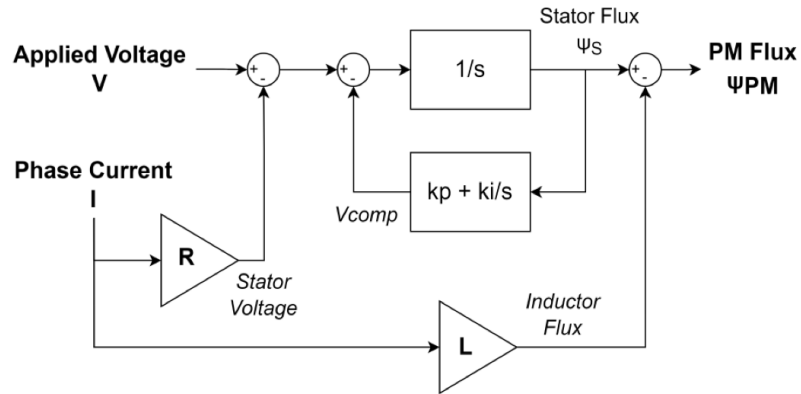 Applied Voltage
V
+
-
+
-
1/s
Stator Flux
ΨS
+
-
PM Flux
ΨPM
kp + ki/s
Vcomp
Phase Current
I
R
Stator
Voltage
L
Inductor
Flux